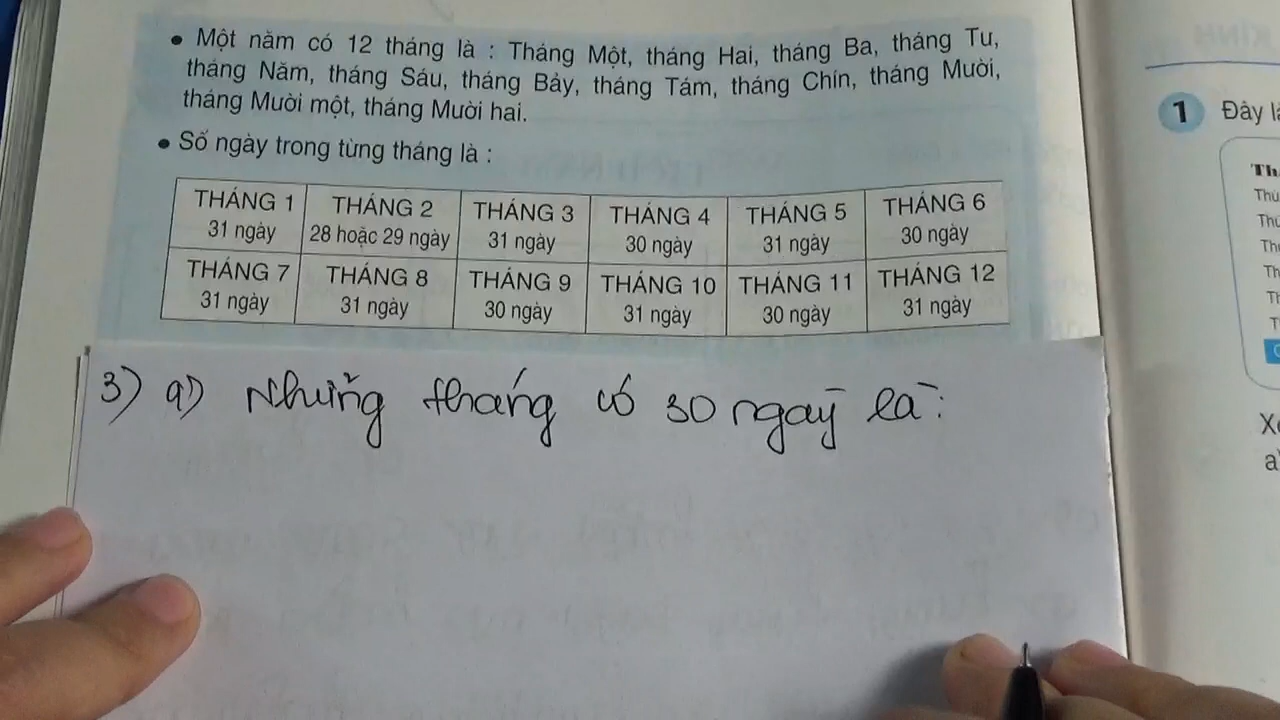 • Một năm có 12 tháng là : Tháng Một, tháng Hai, tháng Ba, tháng Tư,
tháng Năm, tháng Sáu, tháng Bảy, tháng Tám, tháng Chín, tháng Mười,
tháng Mười một, tháng Mười hai.
• Số ngày trong từng tháng là :
THÁNG 1 THÁNG 2 THÁNG 3 THÁNG 4 THÁNG 5 THÁNG 6
31 ngày 28 hoặc 29 ngày 31 ngày 30 ngày 31 ngày 30 ngày
THÁNG 7 THÁNG 8 THÁNG 9 THÁNG 10 THÁNG 11 THÁNG 12
31 ngày 31 ngày 30 ngày 31 ngày 30 ngày 31 ngày
3) a) Những tháng có 30 ngày là:
1 Đây
Thứ
Thứ
a)